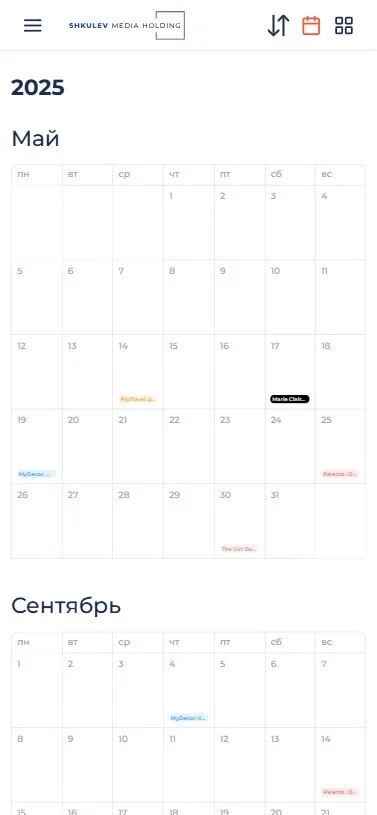 SHKULEV MEDIA HOLDING
2025
Май
пн вт ср чт пт сб вс
1 2 3 4
5 6 7 8 9 10 11
12 13 14 15 16 17 18
MyTravel: р... Marie Clair...
19 20 21 22 23 24 25
MyDecor: ... Parents : D...
26 27 28 29 30 31
The Girl: Ba...
Сентябрь
пн вт ср чт пт сб вс
1 2 3 4 5 6 7
MyDecor: К...
8 9 10 11 12 13 14
Parents : D...
15 16 17 18 19 20 21